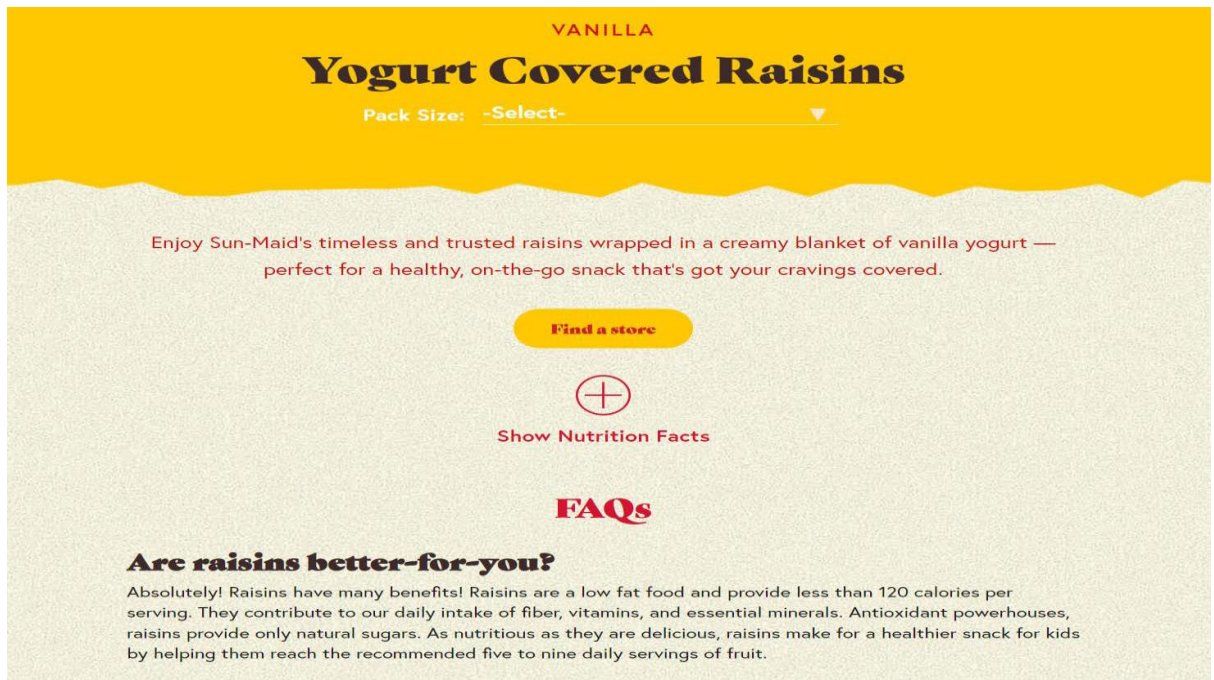 VANILLA
Yogurt Covered Raisins
Pack Size: -Select-
Enjoy Sun-Maid's timeless and trusted raisins wrapped in a creamy blanket of vanilla yogurt —
perfect for a healthy, on-the-go snack that's got your cravings covered.
Find a store
Show Nutrition Facts
FAQs
Are raisins better-for-you?
Absolutely! Raisins have many benefits! Raisins are a low fat food and provide less than 120 calories per
serving. They contribute to our daily intake of fiber, vitamins, and essential minerals. Antioxidant powerhouses,
raisins provide only natural sugars. As nutritious as they are delicious, raisins make for a healthier snack for kids
by helping them reach the recommended five to nine daily servings of fruit.